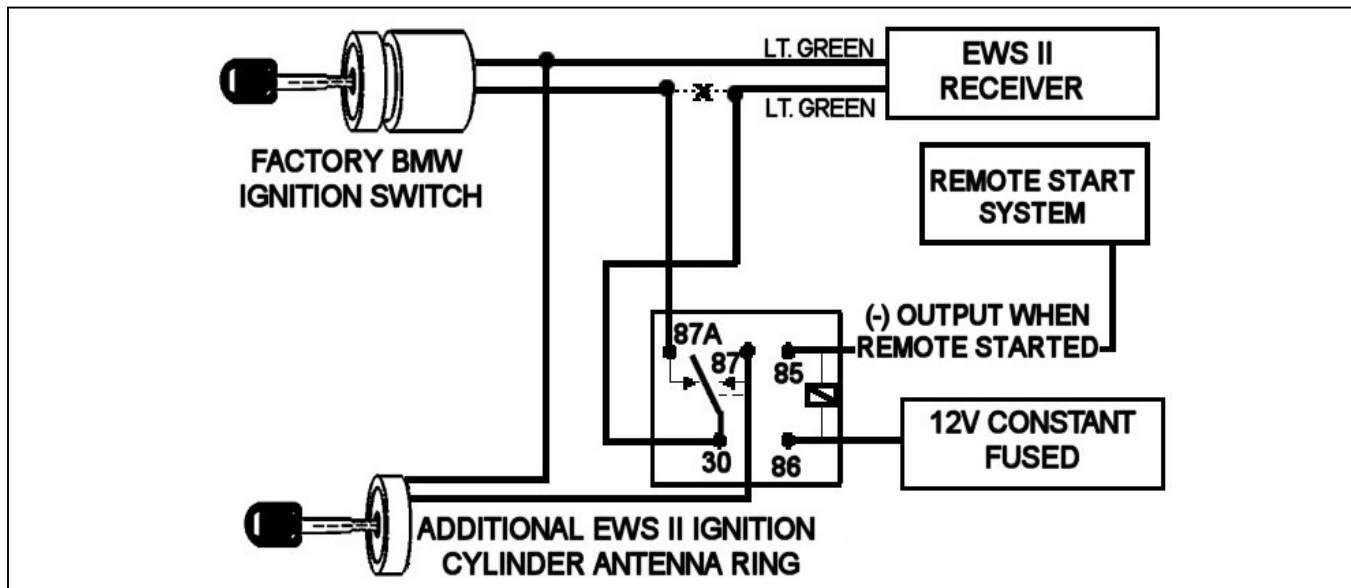 LT. GREEN
EWS II
RECEIVER
LT. GREEN
FACTORY BMW
IGNITION SWITCH
REMOTE START
SYSTEM
(-) OUTPUT WHEN
REMOTE STARTED
87A
87
85
30
86
12V CONSTANT
FUSED
ADDITIONAL EWS II IGNITION
CYLINDER ANTENNA RING